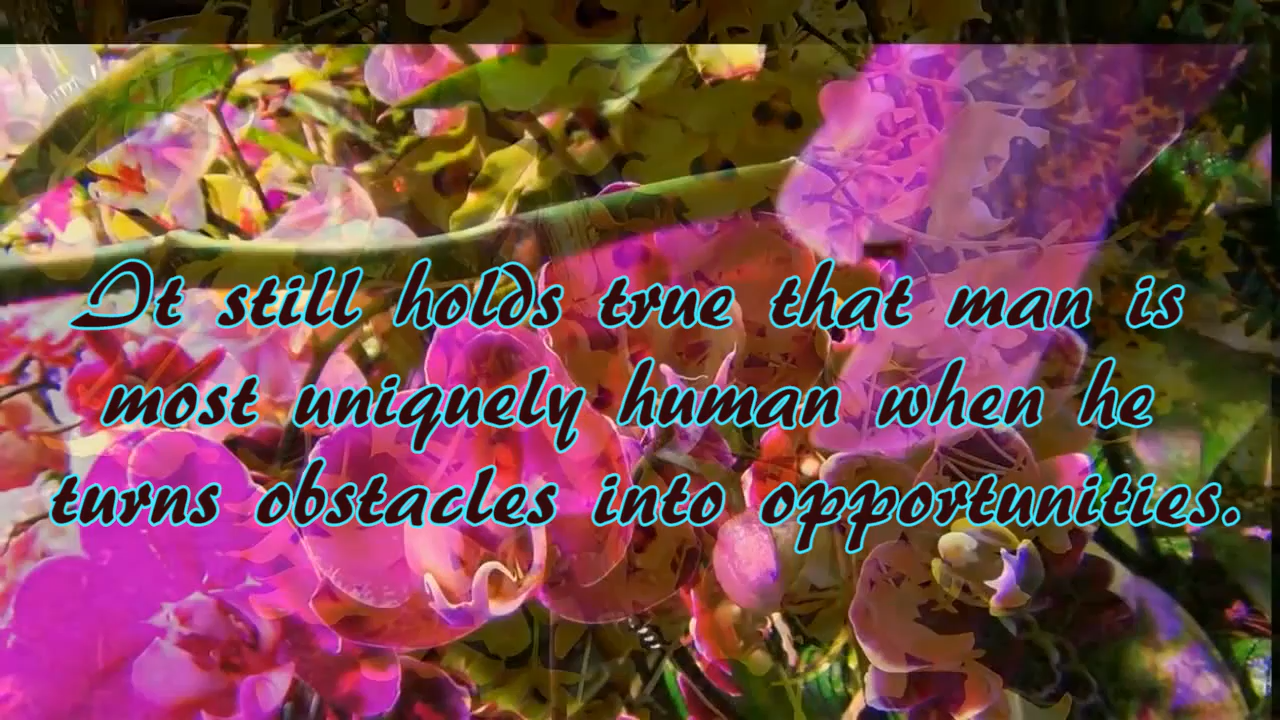 It still holds true that man is
most uniquely human when he
turns obstacles into opportunities.